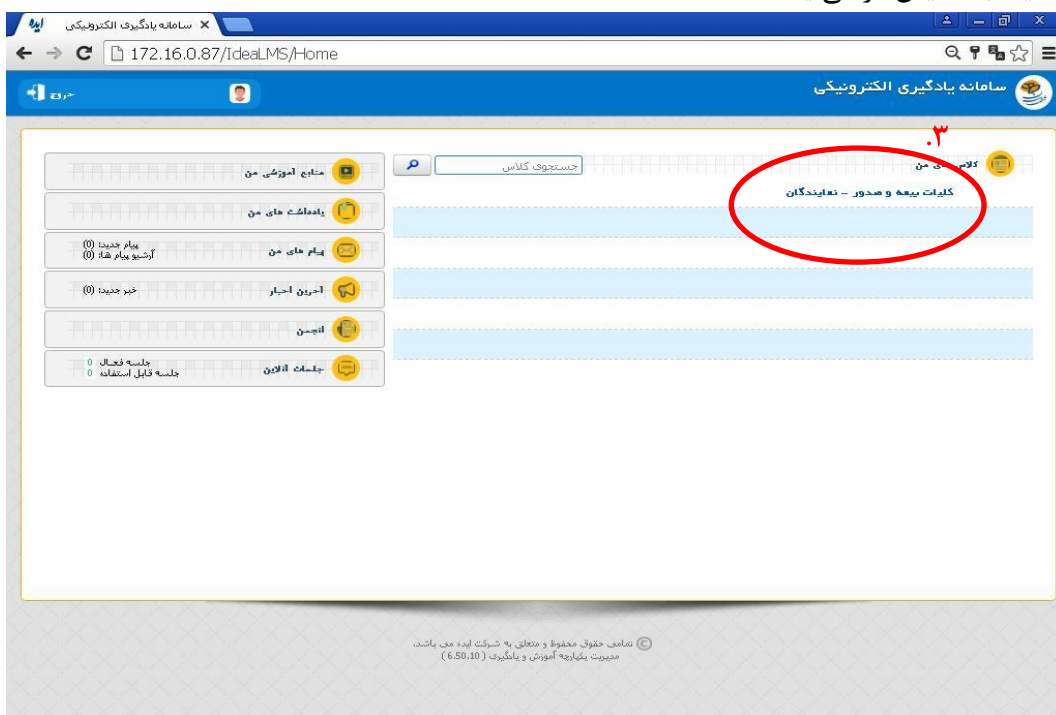 سامانه یادگیری الکترونیکی
ایده
172.16.0.87/IdeaLMS/Home
سامانه یادگیری الکترونیکی
خروج
۳.
کلاس های من
جستجوی کلاس
کلیات بیمه و صدور – نمایندگان
منابع آموزشی من
یادداشت های من
پیام های من
پیام جدید: (0)
آرشیو پیام ها: (0)
آخرین اخبار
خبر جدید: (0)
انجمن
جلسات آنلاین
جلسه فعال 0
جلسه قابل استفاده 0
تمامی حقوق محفوظ و متعلق به شرکت ایده می باشد.
مدیریت یکپارچه آموزش و یادگیری ( 6.50.10 )